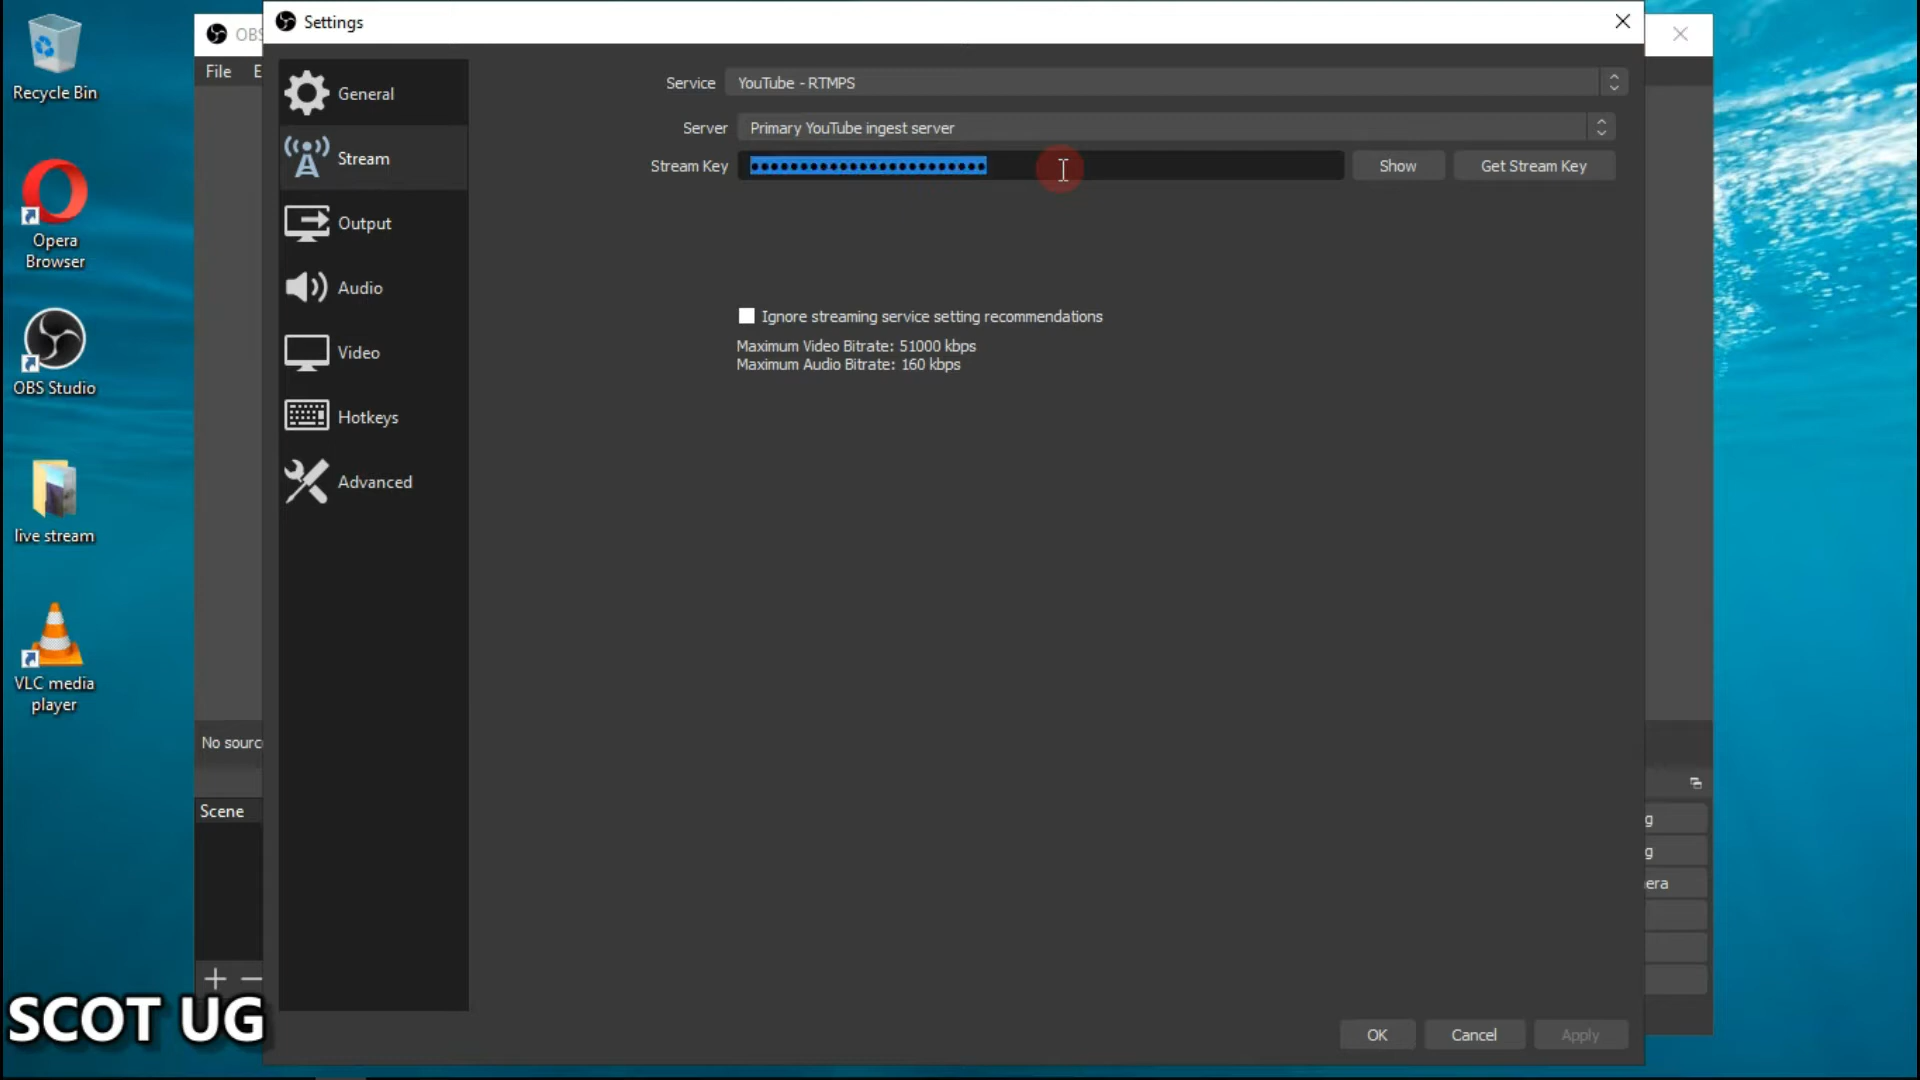 Recycle Bin
Opera
Browser
OBS Studio
live stream
VLC media
player
OBS
File
E
Settings
General
Stream
Output
Audio
Video
Hotkeys
Advanced
Service
YouTube - RTMPS
Server
Primary YouTube ingest server
Stream Key
Show
Get Stream Key
Ignore streaming service setting recommendations
Maximum Video Bitrate: 51000 kbps
Maximum Audio Bitrate: 160 kbps
No sourc
Scene
g
g
era
OK
Cancel
Apply
SCOT UG